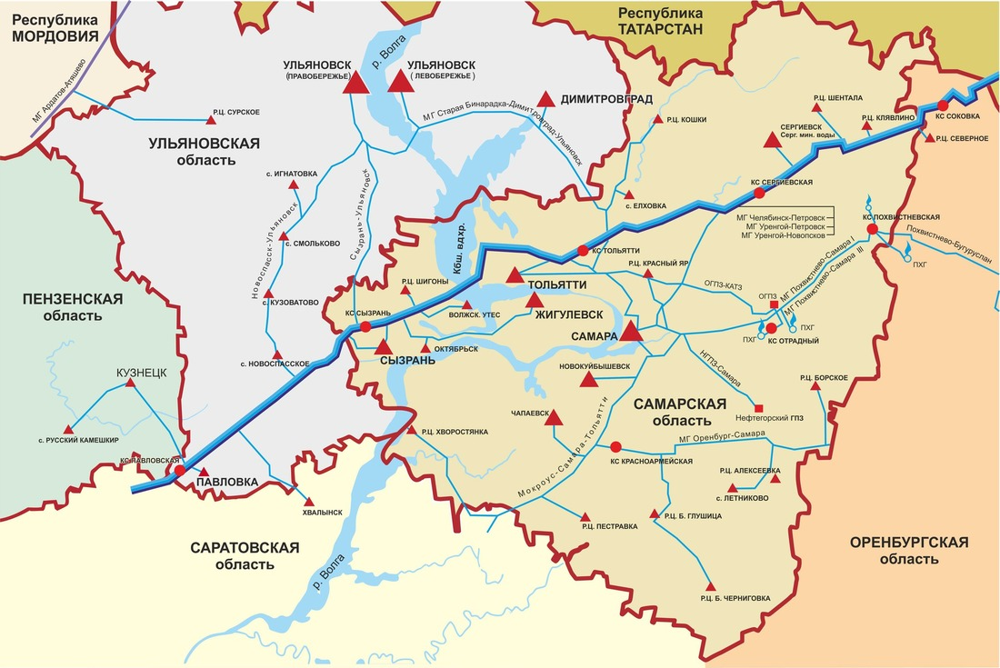 Республика
МОРДОВИЯ
Республика
ТАТАРСТАН
р. Волга
УЛЬЯНОВСК
(ПРАВОБЕРЕЖЬЕ)
УЛЬЯНОВСК
(ЛЕВОБЕРЕЖЬЕ)
МГ Ардатов-Атяшево
Р.Ц. СУРСКОЕ
МГ Старая Бинарадка-Димитровград-Ульяновск
ДИМИТРОВГРАД
Р.Ц. КОШКИ
Р.Ц. ШЕНТАЛА
Р.Ц. КЛЯВЛИНО
КС СОКОВКА
Р.Ц. СЕВЕРНОЕ
СЕРГИЕВСК
Серг. мин. воды
УЛЬЯНОВСКАЯ
область
с. ИГНАТОВКА
Сызрань-Ульяновск
КС СЕРГИЕВСКАЯ
с. ЕЛХОВКА
МГ Челябинск-Петровск
МГ Уренгой-Петровск
МГ Уренгой-Новопсков
КС ПОХВИСТНЕВСКАЯ
Похвистнево-Бугуруслан
ПХГ
Новоспасск-Ульяновск
с. СМОЛЬКОВО
Кбш. вдхр.
КС ТОЛЬЯТТИ
Р.Ц. КРАСНЫЙ ЯР
МГ Похвистнево-Самара I
МГ Похвистнево-Самара III
ПЕНЗЕНСКАЯ
область
с. КУЗОВАТОВО
Р.Ц. ШИГОНЫ
ТОЛЬЯТТИ
ОГПЗ-КАТЗ
ОГПЗ
КС СЫЗРАНЬ
ВОЛЖСК. УТЕС
ЖИГУЛЕВСК
САМАРА
ПХГ
ПХГ
КС ОТРАДНЫЙ
ОКТЯБРЬСК
СЫЗРАНЬ
с. НОВОСПАССКОЕ
НОВОКУЙБЫШЕВСК
НГПЗ-Самара
КУЗНЕЦК
Р.Ц. БОРСКОЕ
САМАРСКАЯ
область
Нефтегорский ГПЗ
ЧАПАЕВСК
Р.Ц. ХВОРОСТЯНКА
с. РУССКИЙ КАМЕШКИР
МГ Оренбург-Самара
КС КРАСНОАРМЕЙСКАЯ
Мокроус-Самара-Тольятти
КС ПАВЛОВСКАЯ
ПАВЛОВКА
Р.Ц. АЛЕКСЕЕВКА
с. ЛЕТНИКОВО
ХВАЛЫНСК
Р.Ц. ПЕСТРАВКА
Р.Ц. Б. ГЛУШИЦА
САРАТОВСКАЯ
область
ОРЕНБУРГСКАЯ
область
р. Волга
Р.Ц. Б. ЧЕРНИГОВКА